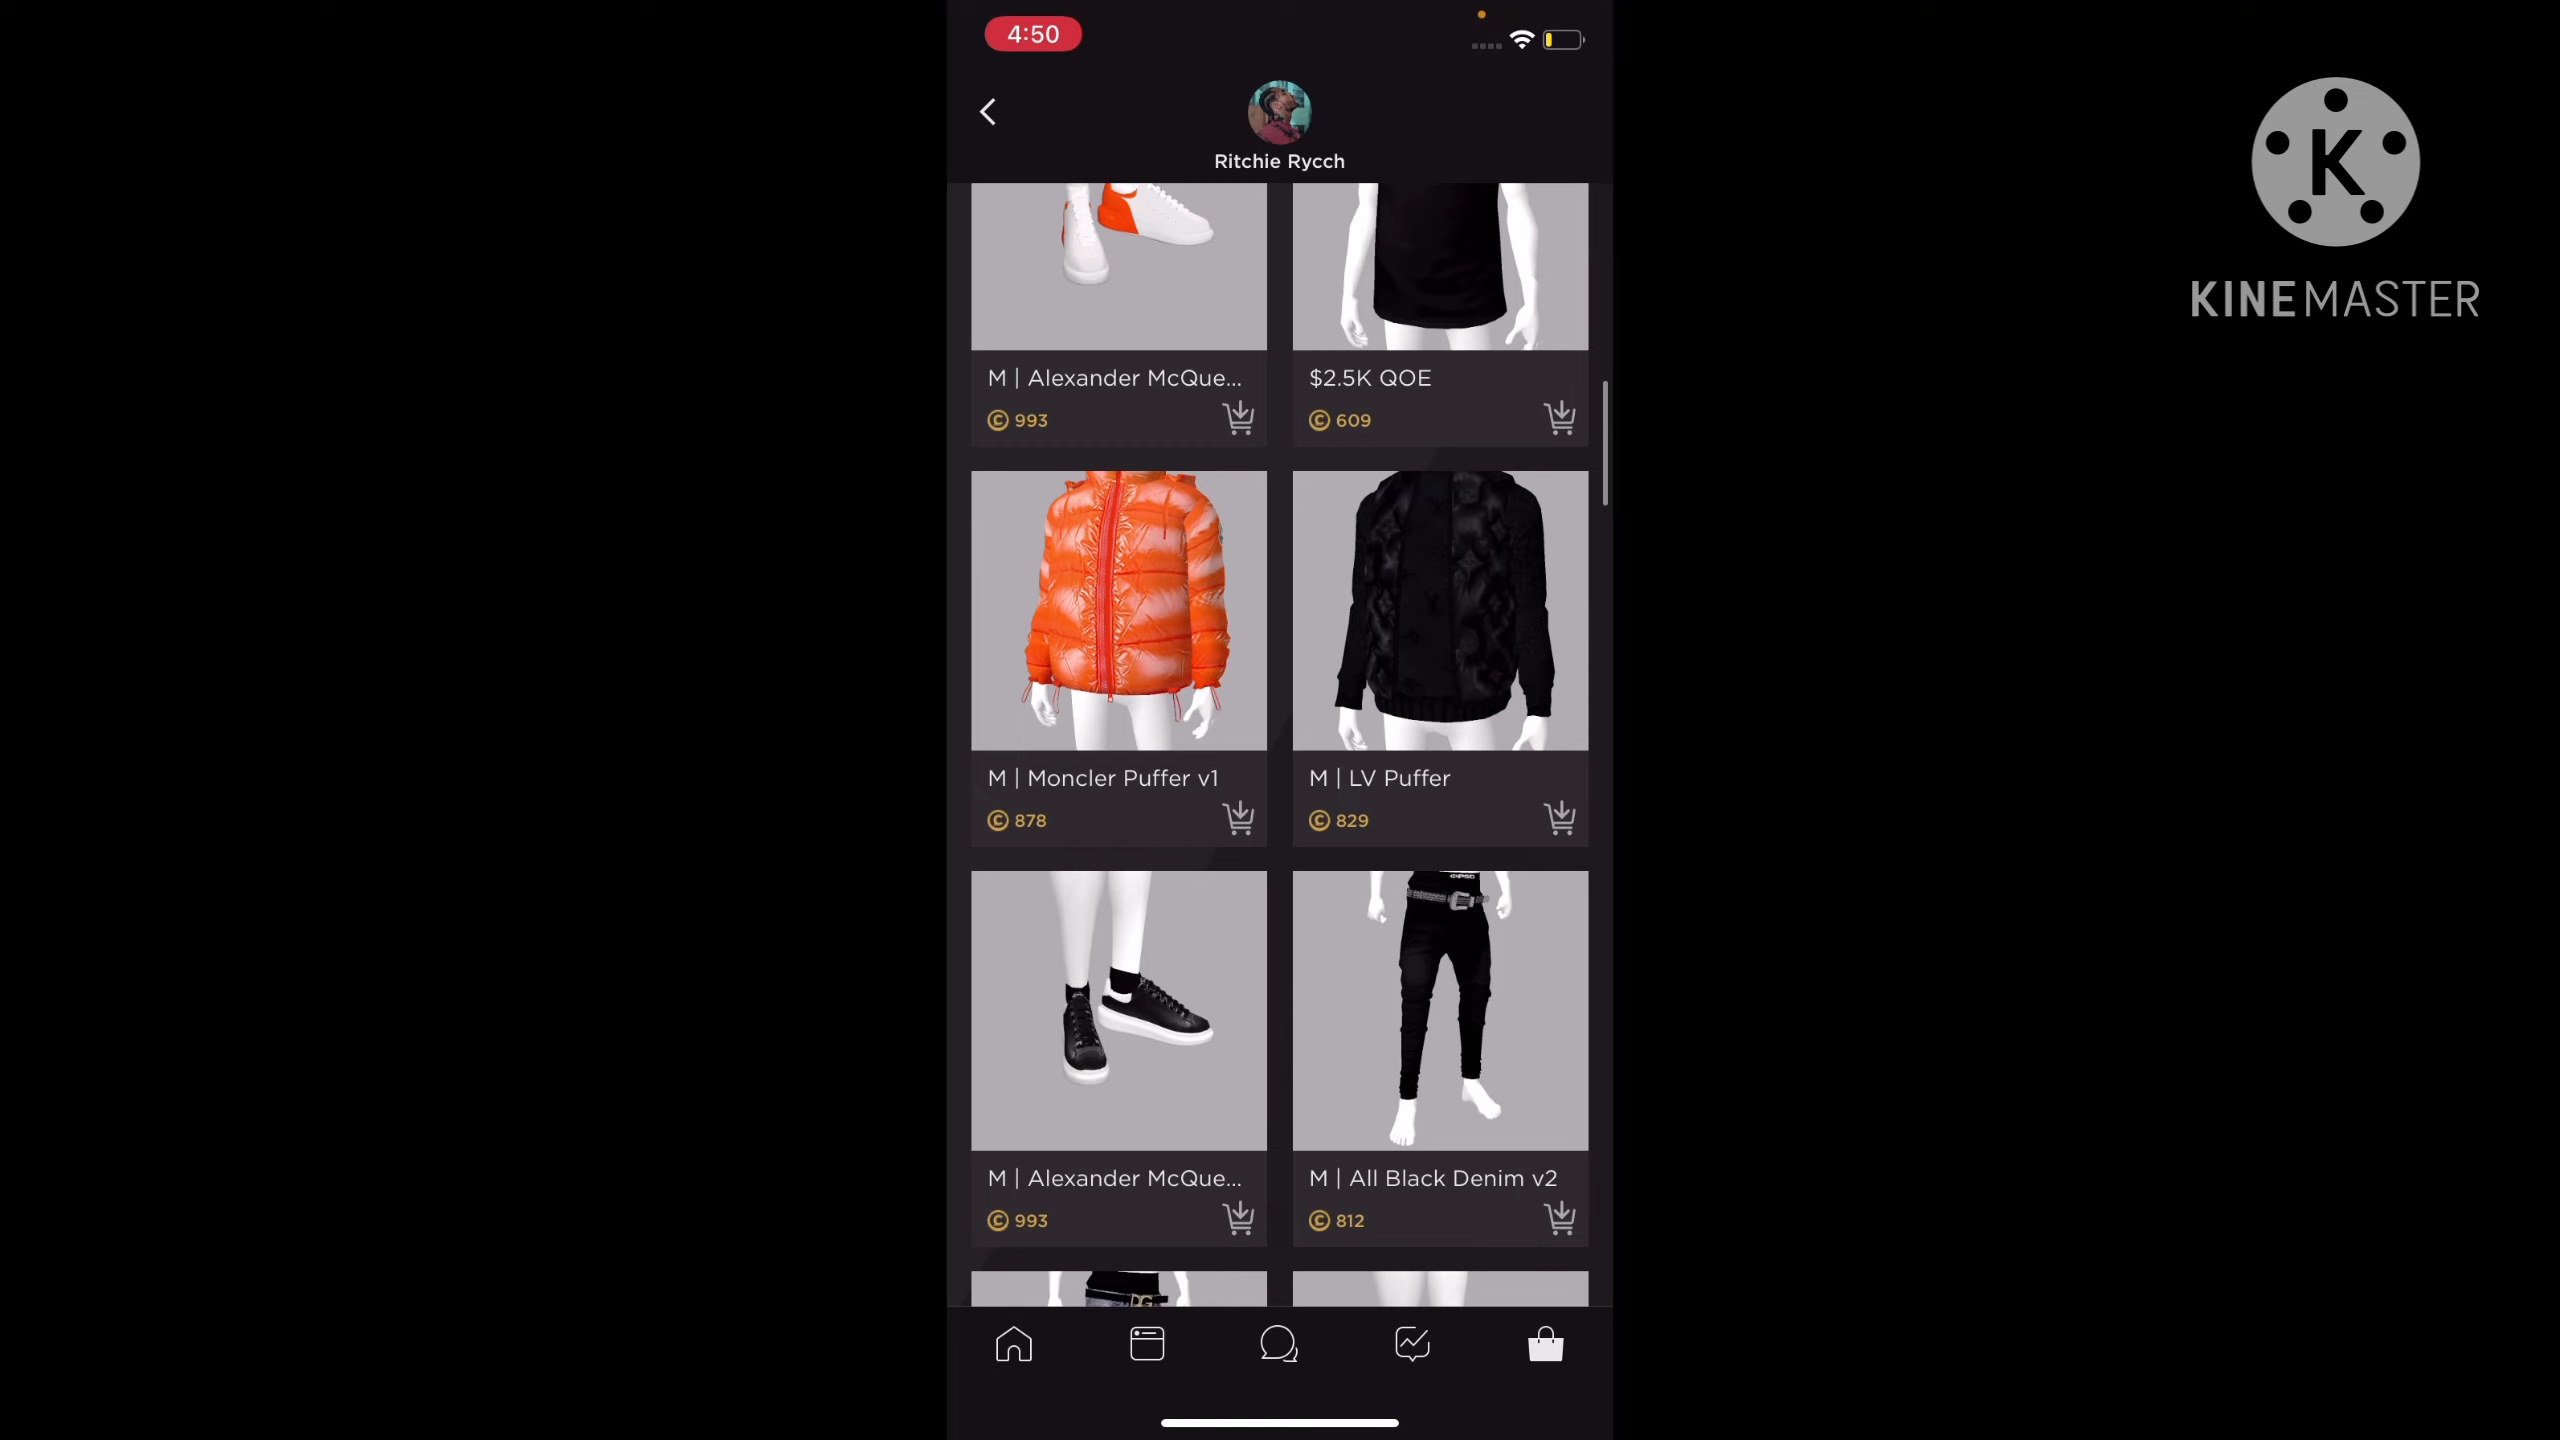 4:50
Ritchie Rycch
K
KINEMASTER
M | Alexander McQue...
993
$2.5K QOE
609
M | Moncler Puffer v1
878
M | LV Puffer
829
M | Alexander McQue...
993
M | All Black Denim v2
812
DG